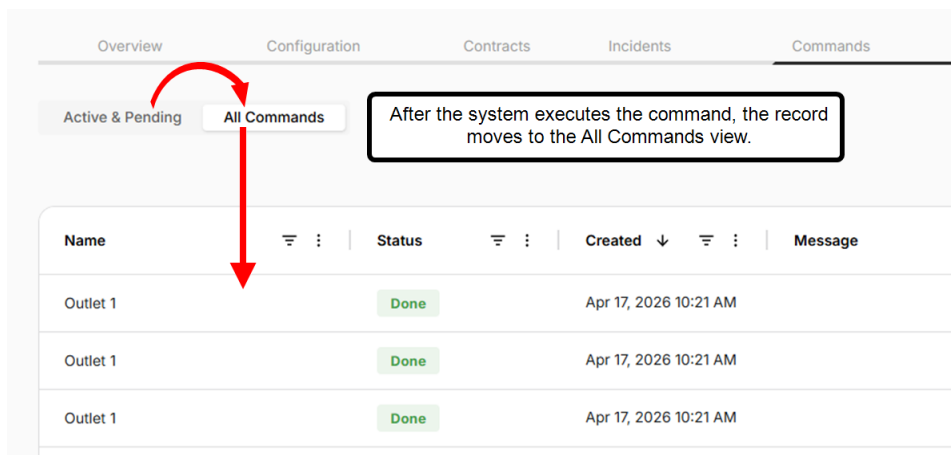 Overview Configuration Contracts Incidents Commands
Active & Pending All Commands
After the system executes the command, the record
moves to the All Commands view.
Name Status Created Message
Outlet 1 Done Apr 17, 2026 10:21 AM
Outlet 1 Done Apr 17, 2026 10:21 AM
Outlet 1 Done Apr 17, 2026 10:21 AM